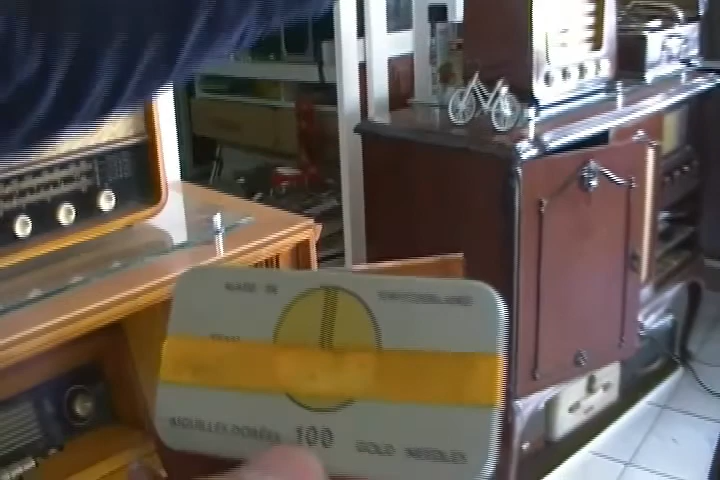 MADE IN SWITZERLAND
AIGUILLES DORÉES 100 GOLD NEEDLES